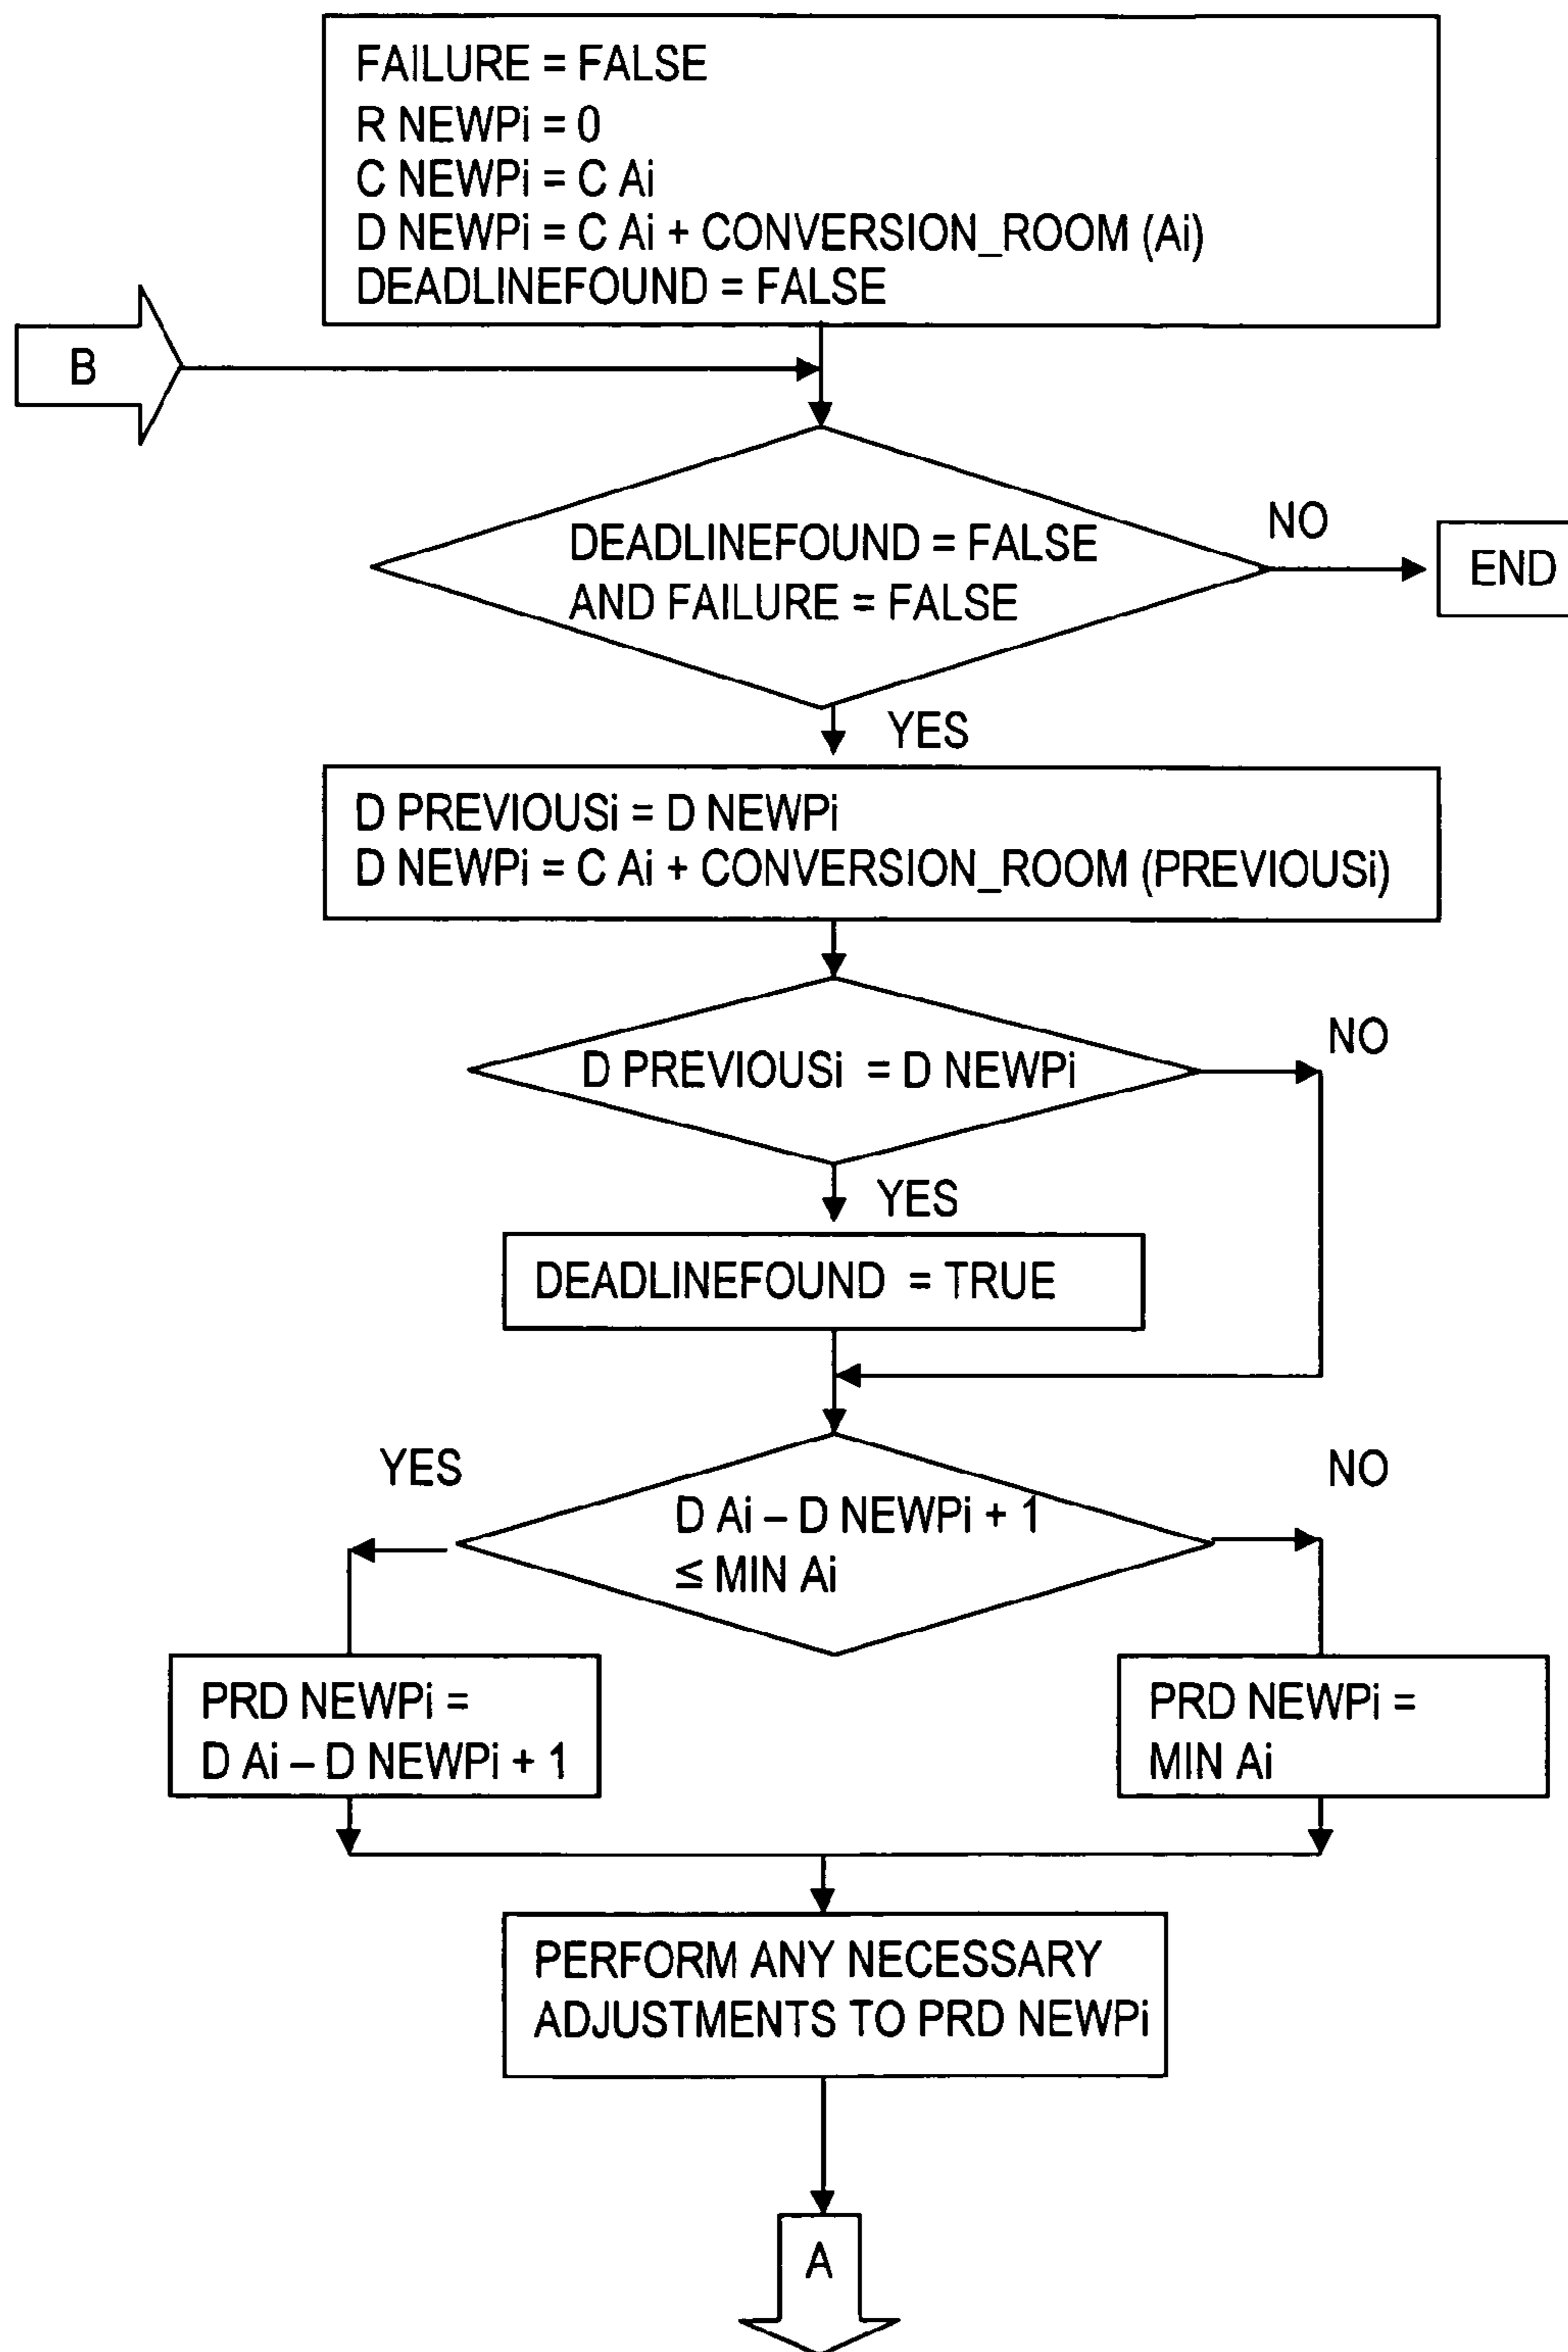 FAILURE = FALSE
R NEWPi = 0
C NEWPi = C Ai
D NEWPi = C Ai + CONVERSION_ROOM (Ai)
DEADLINEFOUND = FALSE
B
DEADLINEFOUND = FALSE
AND FAILURE = FALSE
NO
END
YES
D PREVIOUSi = D NEWPi
D NEWPi = C Ai + CONVERSION_ROOM (PREVIOUSi)
D PREVIOUSi = D NEWPi
NO
YES
DEADLINEFOUND = TRUE
YES
D Ai – D NEWPi + 1
≤ MIN Ai
NO
PRD NEWPi =
D Ai – D NEWPi + 1
PRD NEWPi =
MIN Ai
PERFORM ANY NECESSARY
ADJUSTMENTS TO PRD NEWPi
A